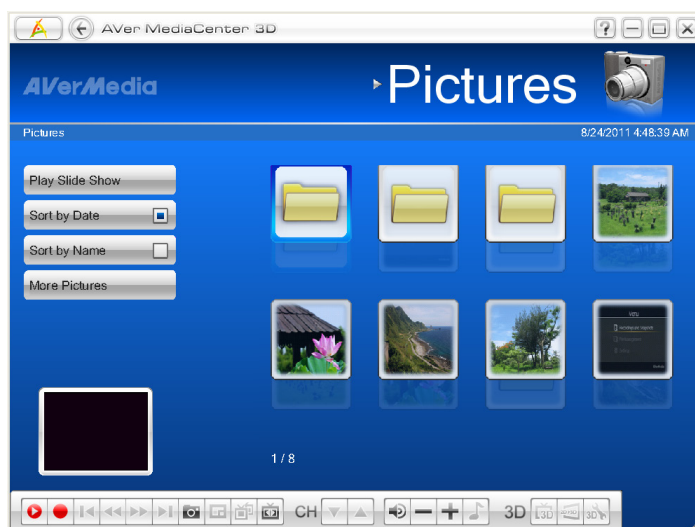 AVer MediaCenter 3D
?
AVerMedia
Pictures
Pictures
8/24/2011 4:48:39 AM
Play Slide Show
Sort by Date
Sort by Name
More Pictures
1 / 8
CH
3D